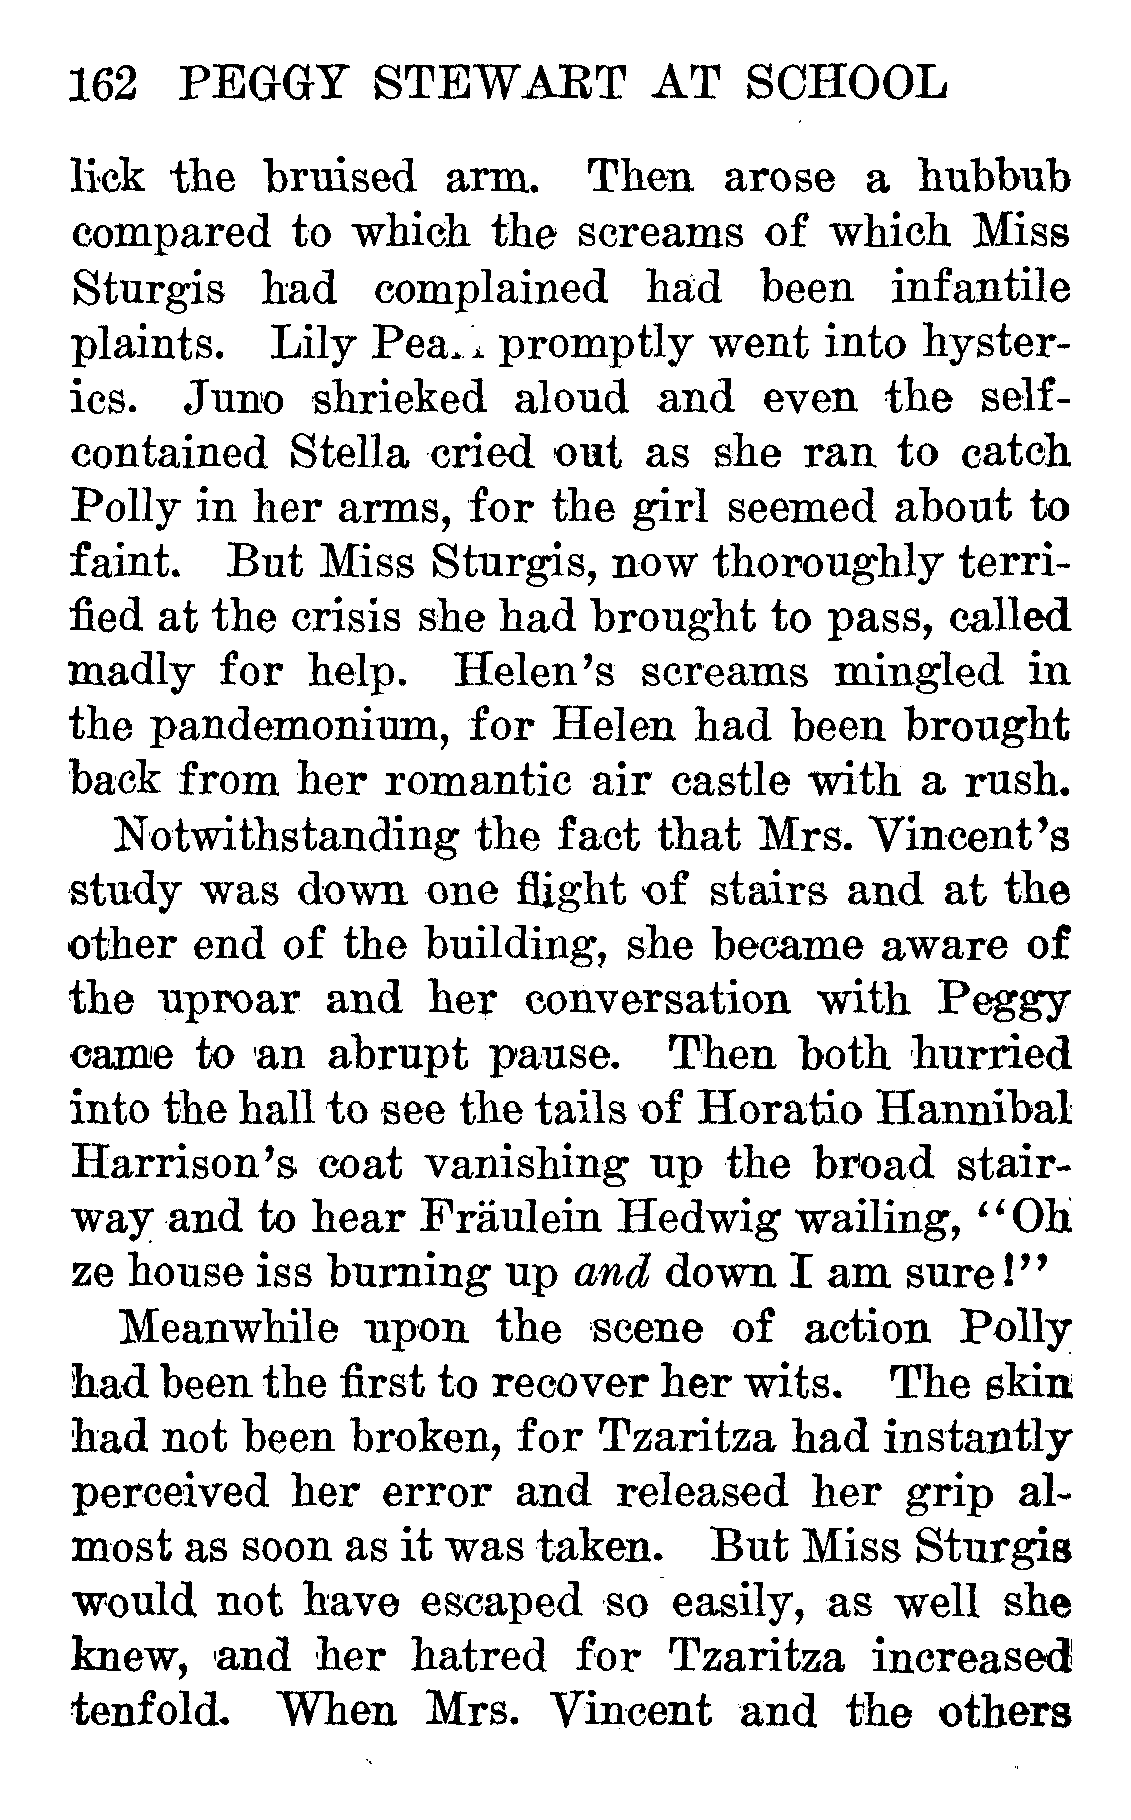 162 PEGGY STEWART AT SCHOOL
lick the bruised arm. Then arose a hubbub
compared to which the screams of which Miss
Sturgis had complained had been infantile
plaints. Lily promptly went into hyster-
ics. Juno shrieked aloud and even the self-
contained Stella cried out as she ran to catch
Polly in her arms, for the girl seemed about to
faint. But Miss Sturgis, now thoroughly terri-
fied at the crisis she had brought to pass, called
madly for help. Helen's screams mingled in
the pandemonium, for Helen had been brought
back from her romantic air castle with a rush.
Notwithstanding the fact that Mrs. Vincent's
study was down one flight of stairs and at the
other end of the building, she became aware of
the uproar and her conversation with Peggy
came to an abrupt pause. Then both hurried
into the hall to see the tails of Horatio Hannibal
Harrison's coat vanishing up the broad stair-
way and to hear Fräulein Hedwig wailing, "Oh
ze house iss burning up and down I am sure!"
Meanwhile upon the scene of action Polly
had been the first to recover her wits. The skin
had not been broken, for Tzaritza had instantly
perceived her error and released her grip al-
most as soon as it was taken. But Miss Sturgis
would not have escaped so easily, as well she
knew, and her hatred for Tzaritza increased
tenfold. When Mrs. Vincent and the others